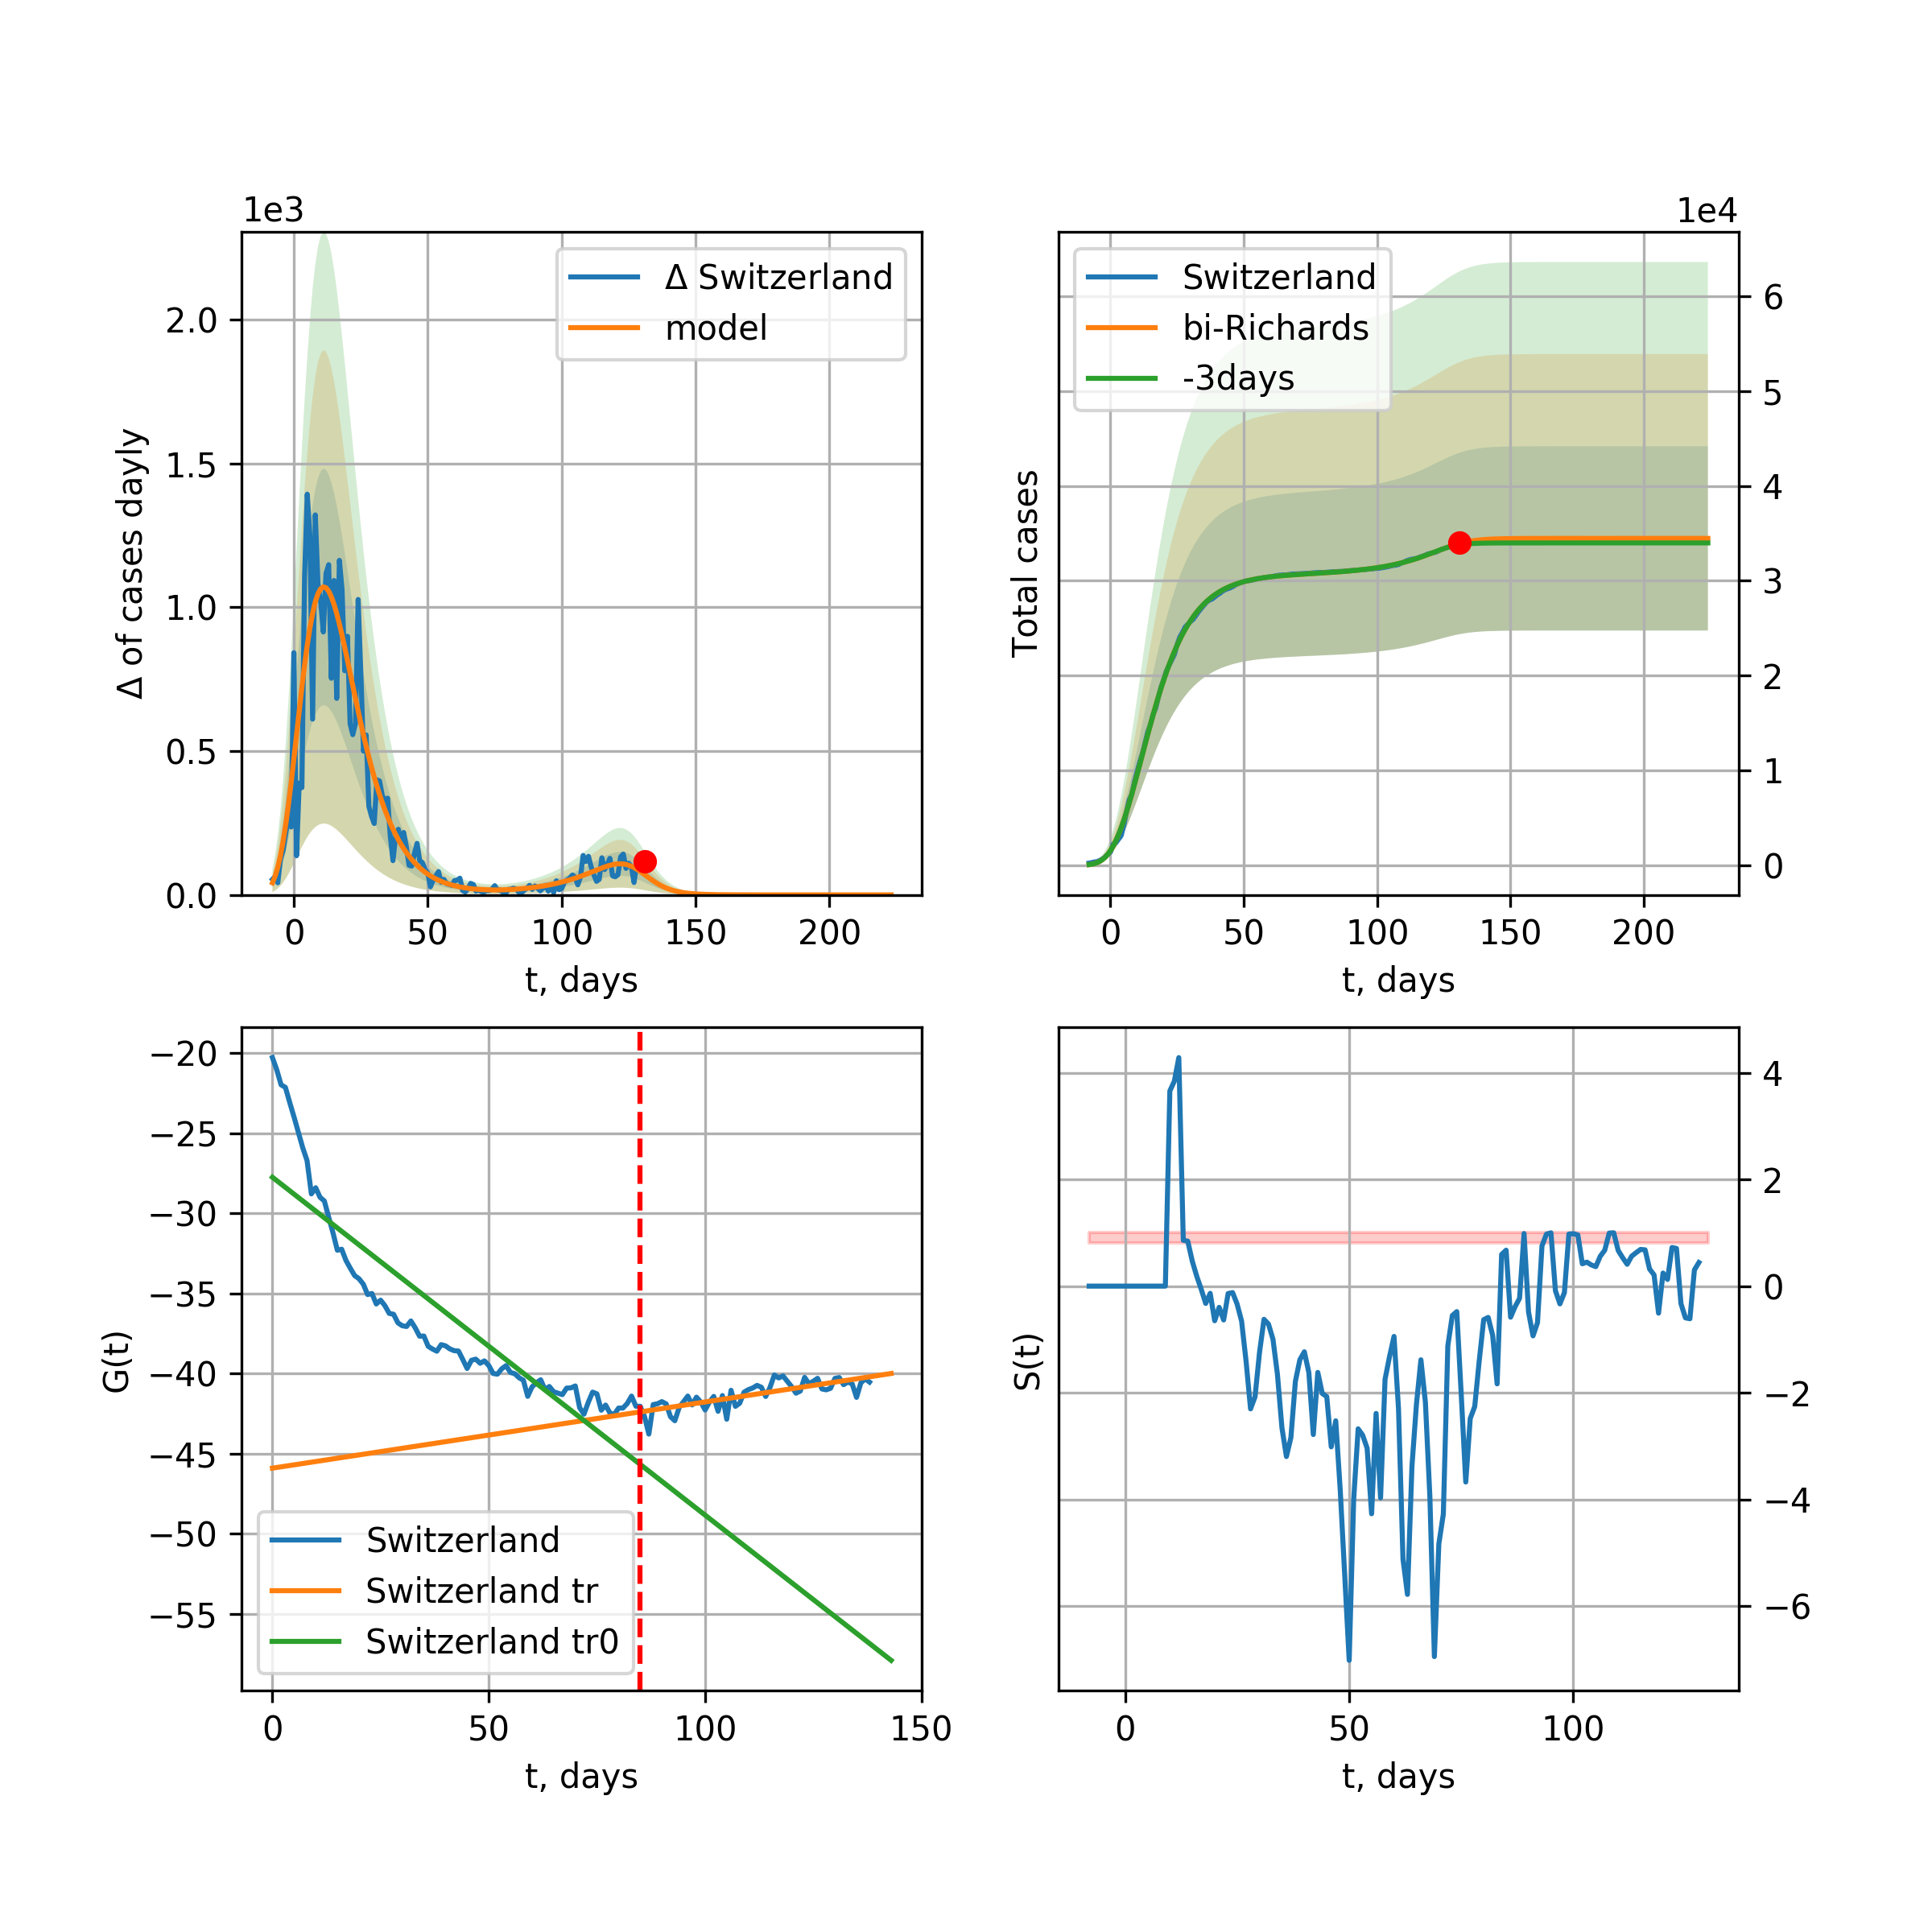 1e3
Δ of cases dayly
2.0
1.5
1.0
0.5
0.0
Δ Switzerland
model
0 50 100 150 200
t, days
1e4
Total cases
Switzerland
bi-Richards
-3days
6
5
4
3
2
1
0
0 50 100 150 200
t, days
G(t)
−20
−25
−30
−35
−40
−45
−50
−55
Switzerland
Switzerland tr
Switzerland tr0
0 50 100 150
t, days
S(t)
4
2
0
−2
−4
−6
0 50 100
t, days